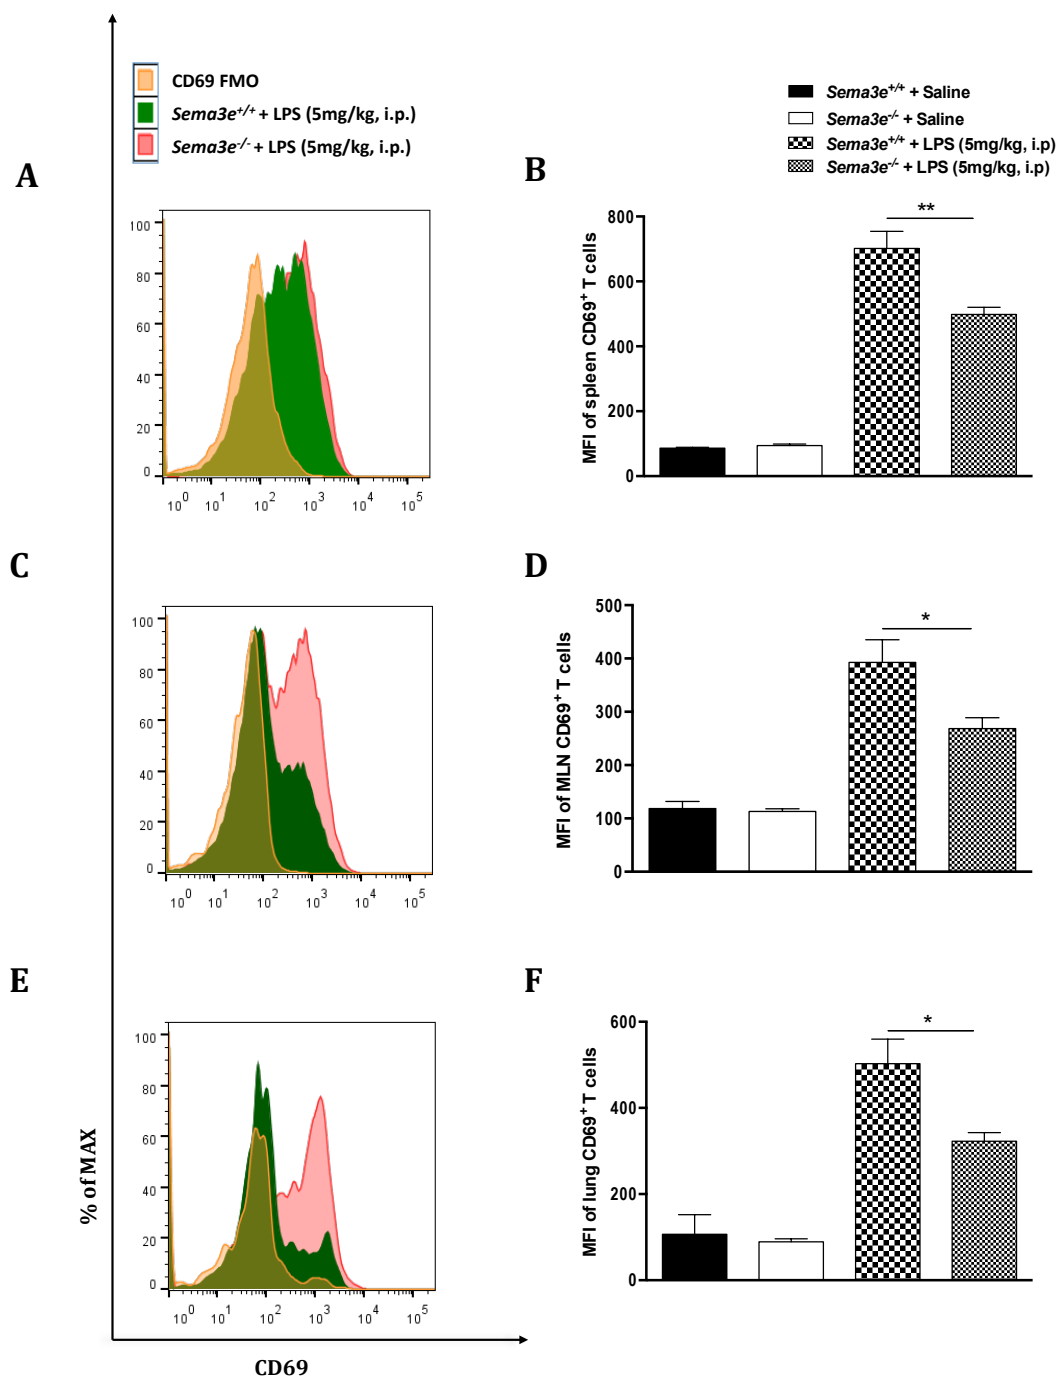 CD69 FMO
Sema3e+/+ + LPS (5mg/kg, i.p.)
Sema3e-/- + LPS (5mg/kg, i.p.)
Sema3e+/+ + Saline
Sema3e-/- + Saline
Sema3e+/+ + LPS (5mg/kg, i.p)
Sema3e-/- + LPS (5mg/kg, i.p)
A
100
80
60
40
20
0
10^0 10^1 10^2 10^3 10^4 10^5
B
MFI of spleen CD69+ T cells
800
600
400
200
0
**
C
100
80
60
40
20
0
10^0 10^1 10^2 10^3 10^4 10^5
D
MFI of MLN CD69+ T cells
500
400
300
200
100
0
*
E
100
80
60
40
20
0
10^0 10^1 10^2 10^3 10^4 10^5
F
MFI of lung CD69+ T cells
600
400
200
0
*
% of MAX
CD69